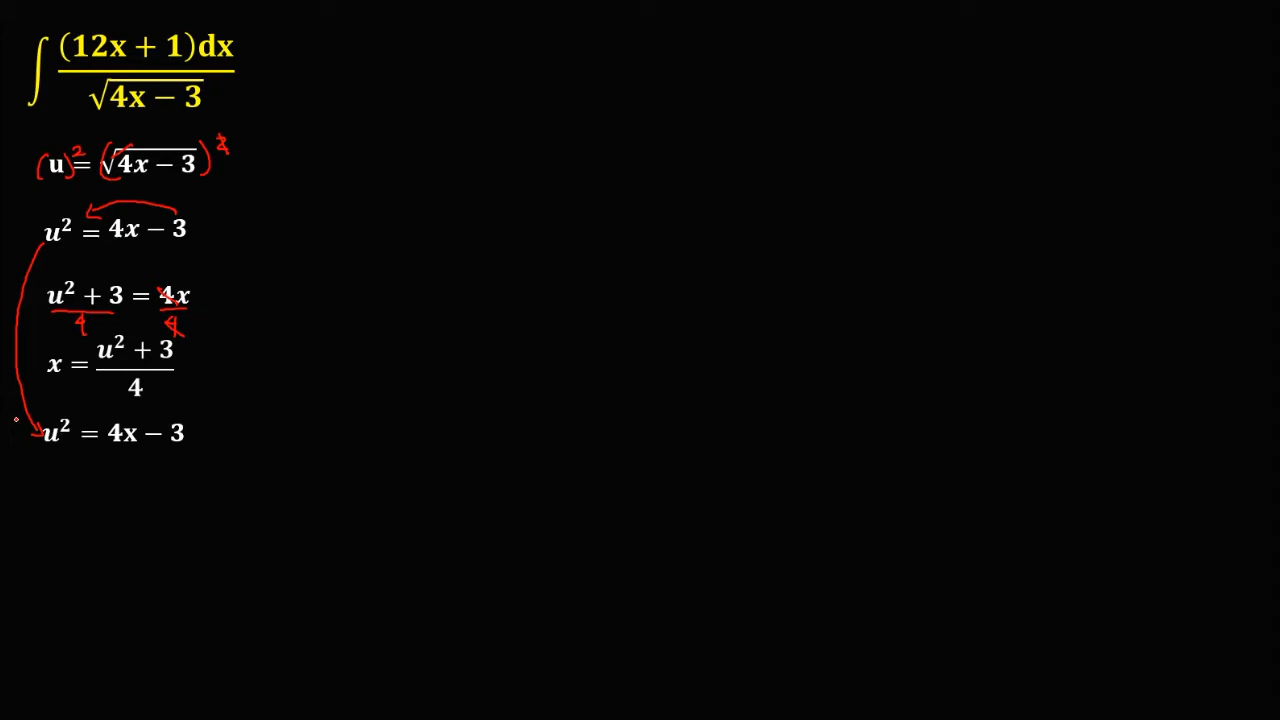 ∫ (12x + 1)dx / √(4x − 3)
(u)² = (√(4x − 3))²
u² = 4x − 3
u² + 3 = 4x
4 4
x = (u² + 3) / 4
u² = 4x − 3